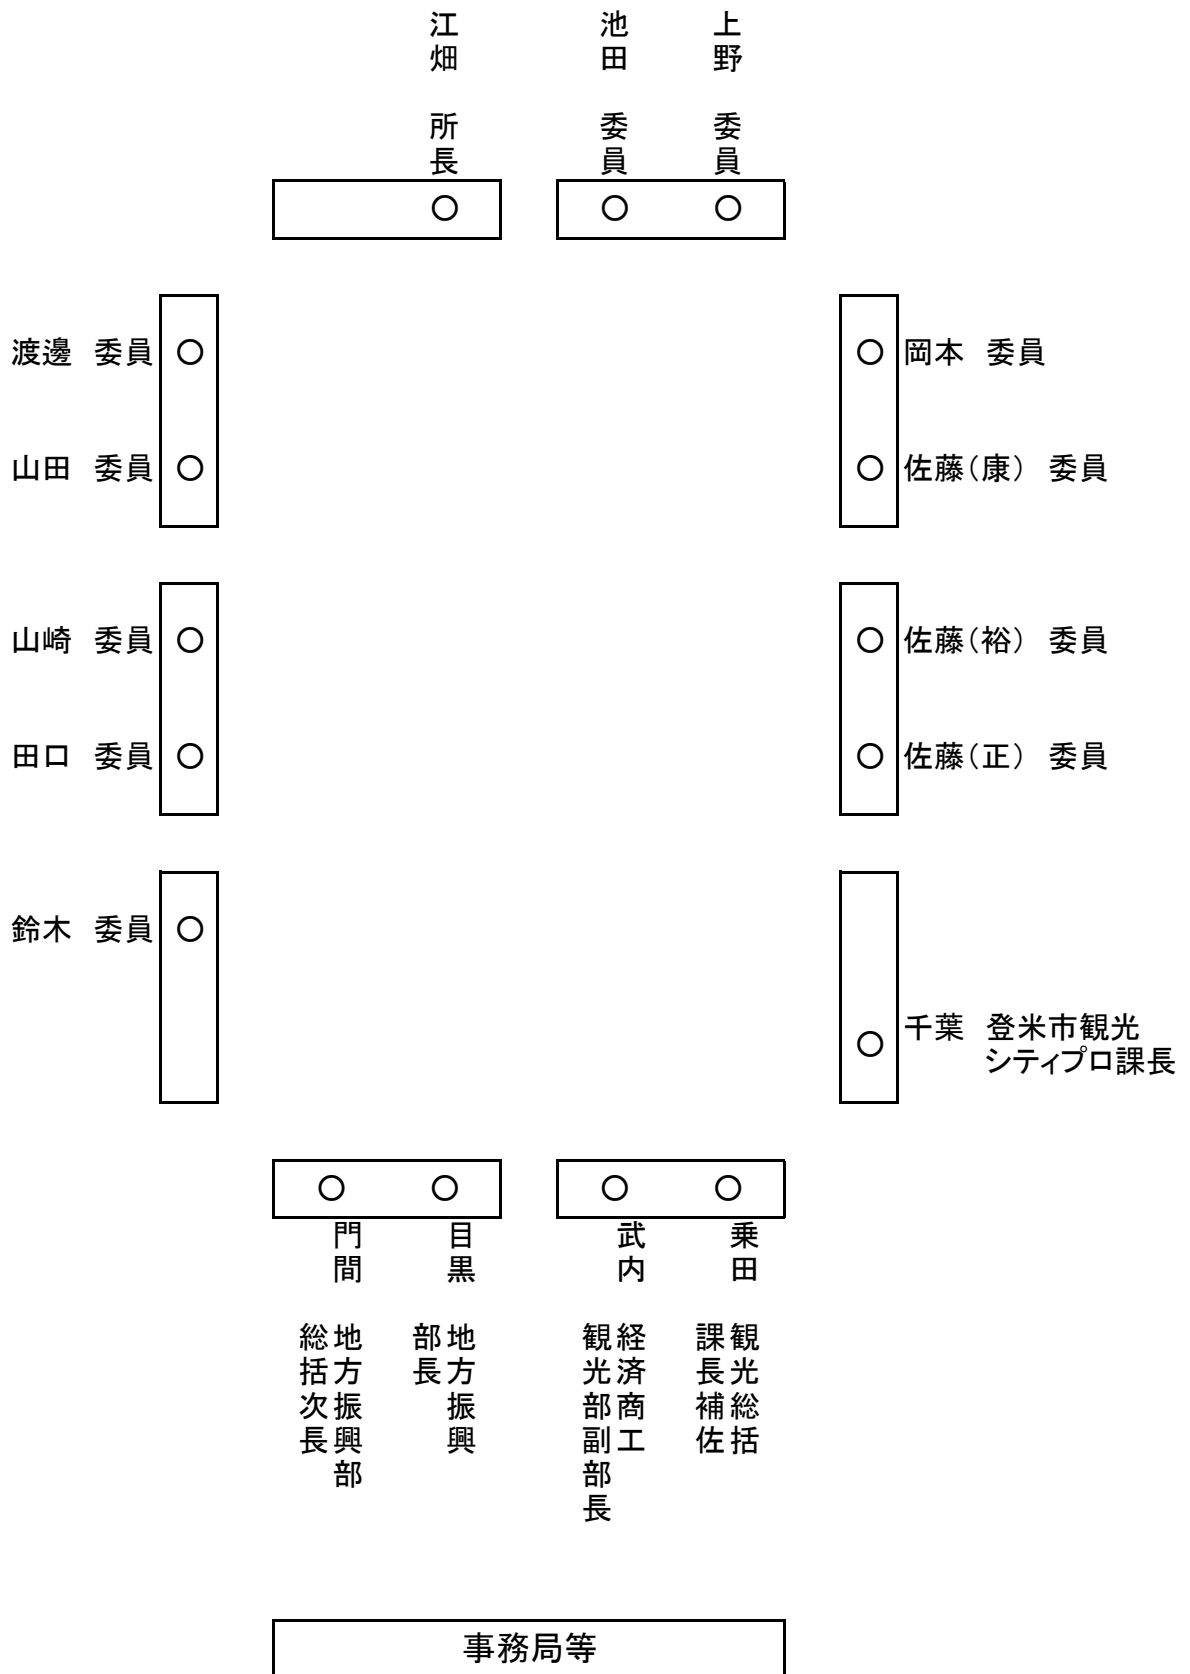 江畑　所長
池田　委員
上野　委員
渡邊　委員
岡本　委員
山田　委員
佐藤（康）　委員
山崎　委員
佐藤（裕）　委員
田口　委員
佐藤（正）　委員
鈴木　委員
千葉　登米市観光
シティプロ課長
門間　地方振興部
総括次長
目黒　地方振興
部長
武内　経済商工
観光部副部長
乗田　観光総括
課長補佐
事務局等